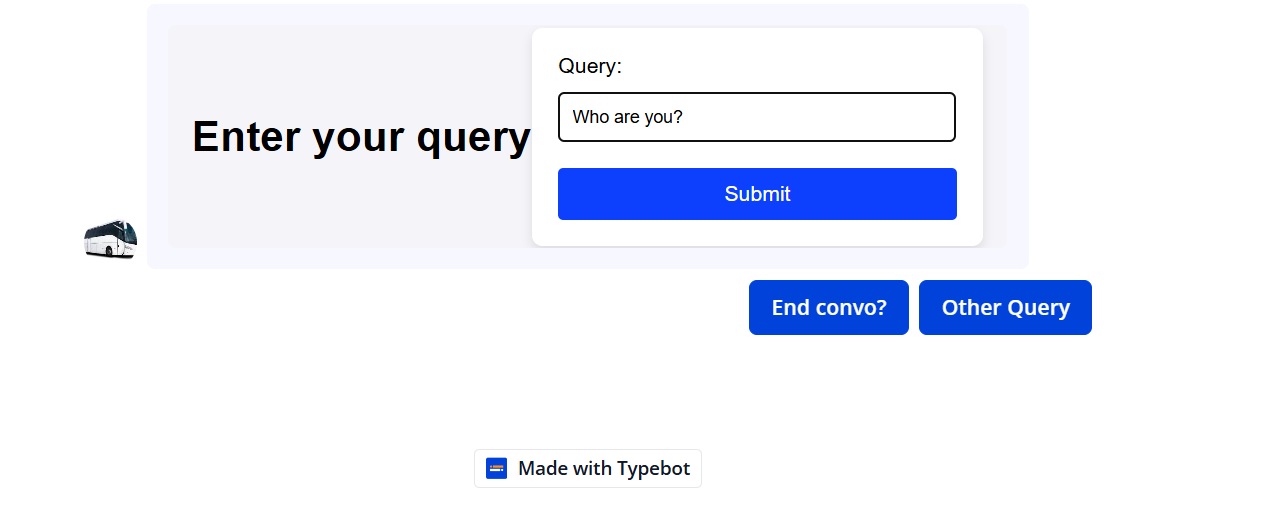 Query:
Who are you?
Enter your query
Submit
End convo?
Other Query
Made with Typebot